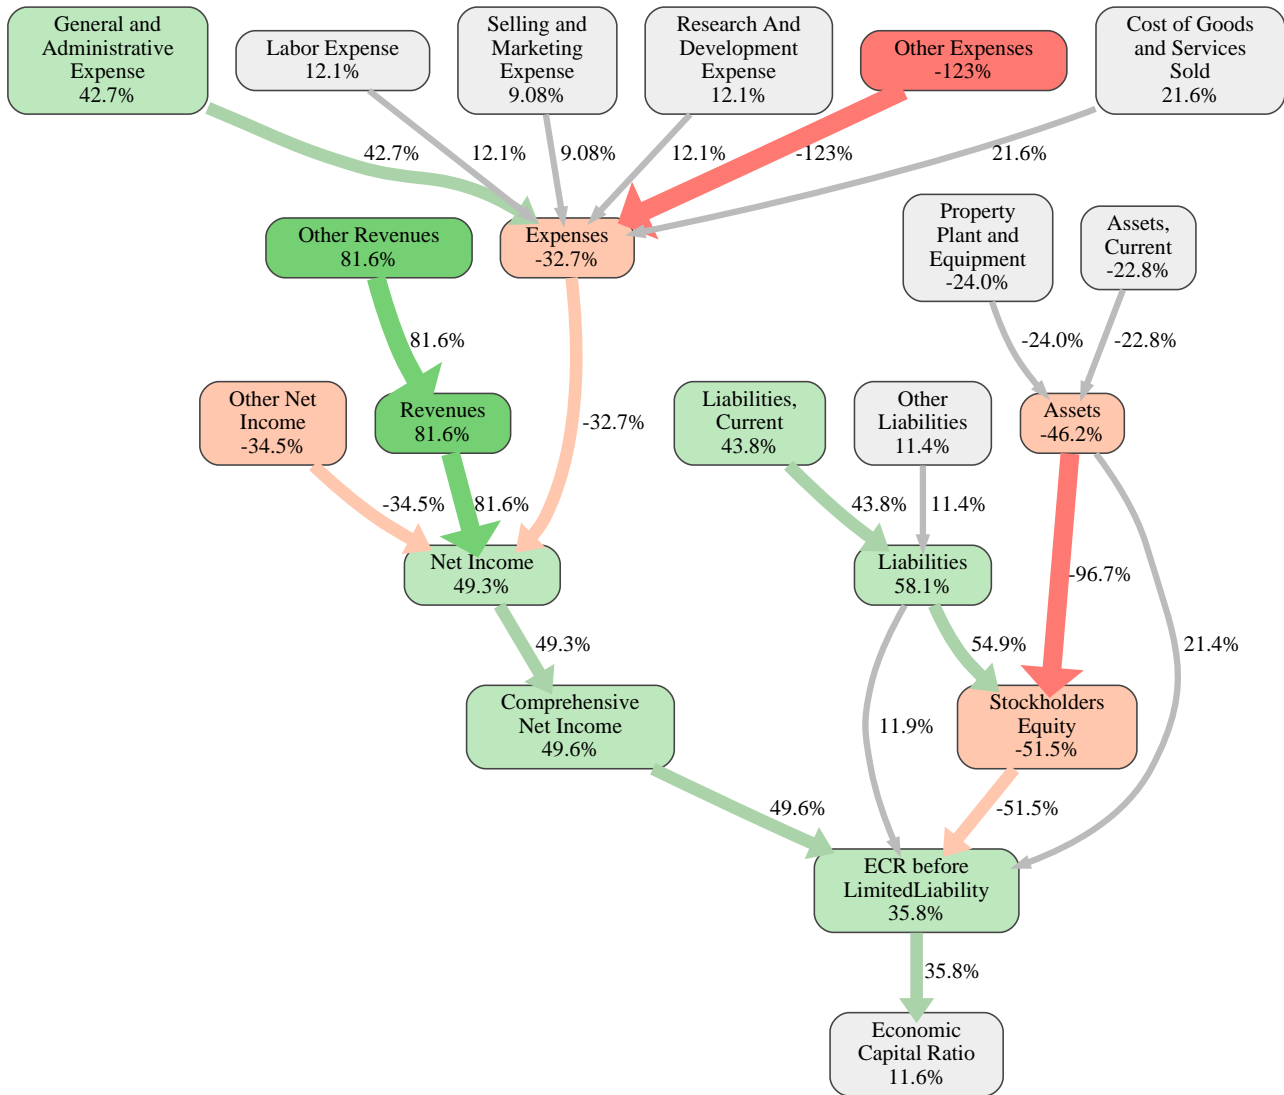 General and
Administrative
Expense
42.7%
Labor Expense
12.1%
Selling and
Marketing
Expense
9.08%
Research And
Development
Expense
12.1%
Other Expenses
-123%
Cost of Goods
and Services
Sold
21.6%
42.7%
12.1%
9.08%
12.1%
-123%
21.6%
Other Revenues
81.6%
Expenses
-32.7%
Property
Plant and
Equipment
-24.0%
Assets,
Current
-22.8%
81.6%
-24.0%
-22.8%
Other Net
Income
-34.5%
Revenues
81.6%
-32.7%
Liabilities,
Current
43.8%
Other
Liabilities
11.4%
Assets
-46.2%
-34.5%
81.6%
43.8%
11.4%
Net Income
49.3%
Liabilities
58.1%
-96.7%
49.3%
54.9%
21.4%
Comprehensive
Net Income
49.6%
11.9%
Stockholders
Equity
-51.5%
49.6%
-51.5%
ECR before
LimitedLiability
35.8%
35.8%
Economic
Capital Ratio
11.6%